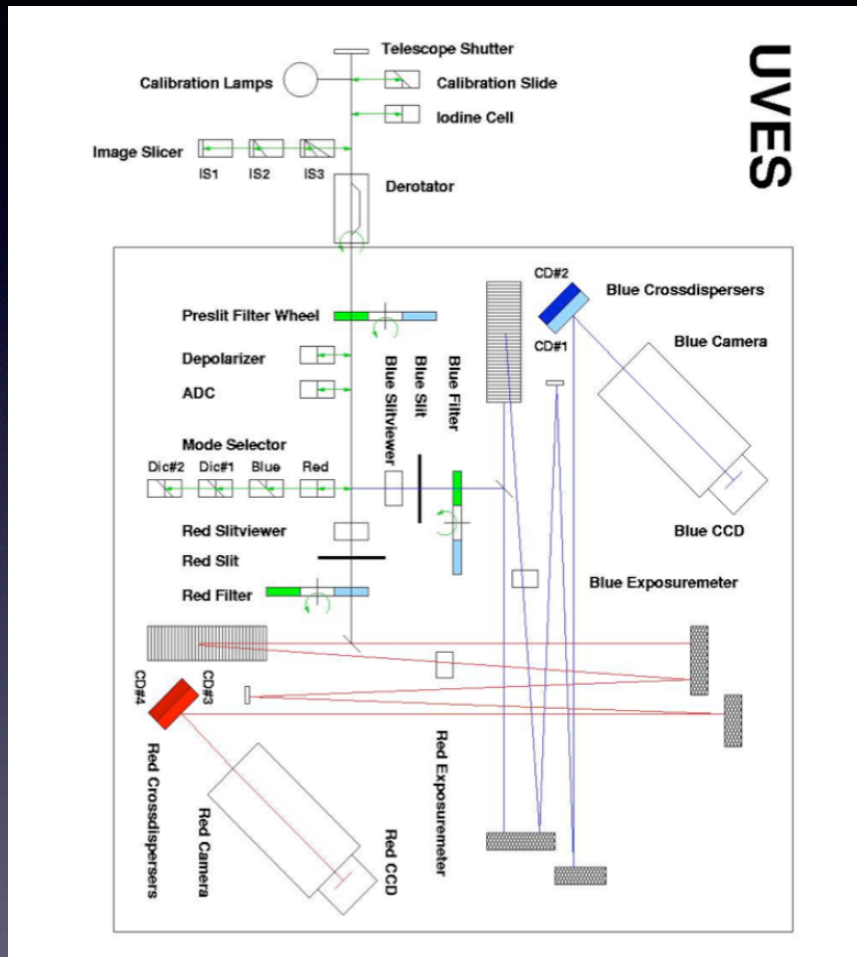 UVES
Telescope Shutter
Calibration Lamps
Calibration Slide
Iodine Cell
Image Slicer
IS1
IS2
IS3
Derotator
Preslit Filter Wheel
Depolarizer
ADC
Mode Selector
Dic#2
Dic#1
Blue
Red
Blue Slitviewer
Blue Slit
Blue Filter
Red Slitviewer
Red Slit
Red Filter
CD#2
CD#1
Blue Crossdispersers
Blue Camera
Blue CCD
Blue Exposuremeter
CD#3
CD#4
Red Crossdispersers
Red Camera
Red CCD
Red Exposuremeter